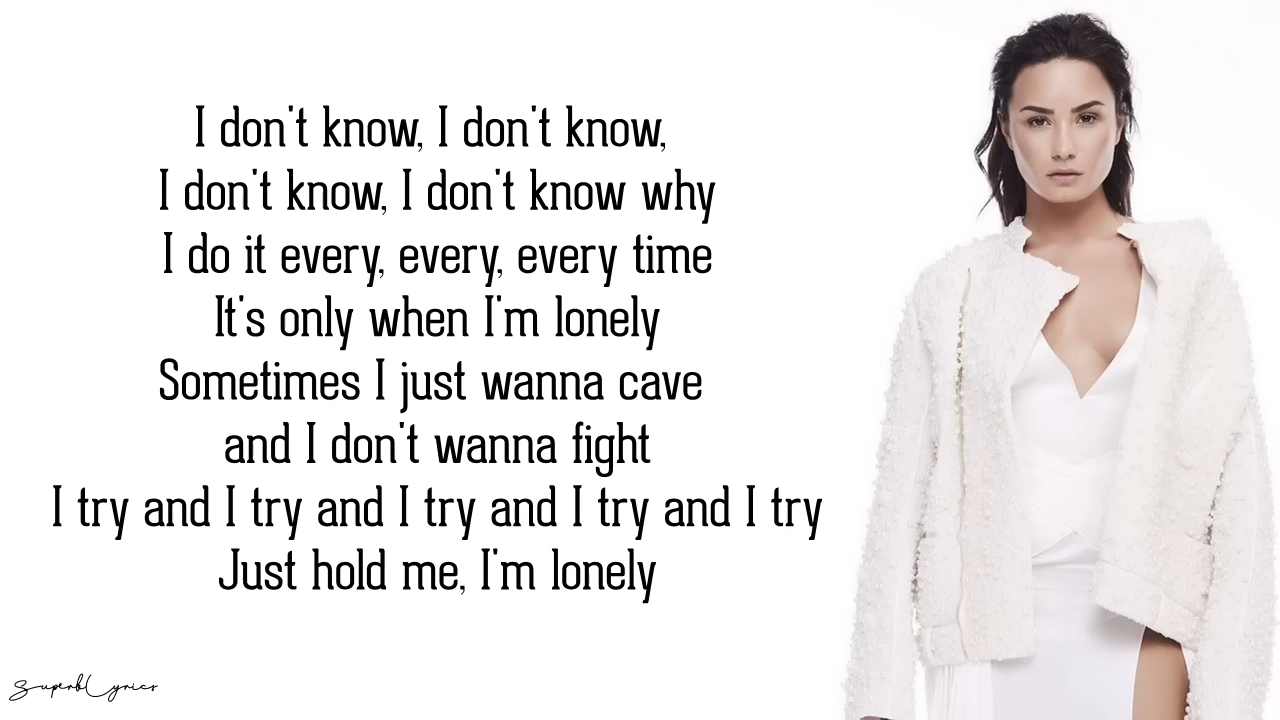 I don't know, I don't know,
I don't know, I don't know why
I do it every, every, every time
It's only when I'm lonely
Sometimes I just wanna cave
and I don't wanna fight
I try and I try and I try and I try and I try
Just hold me, I'm lonely
SuperbLyrics